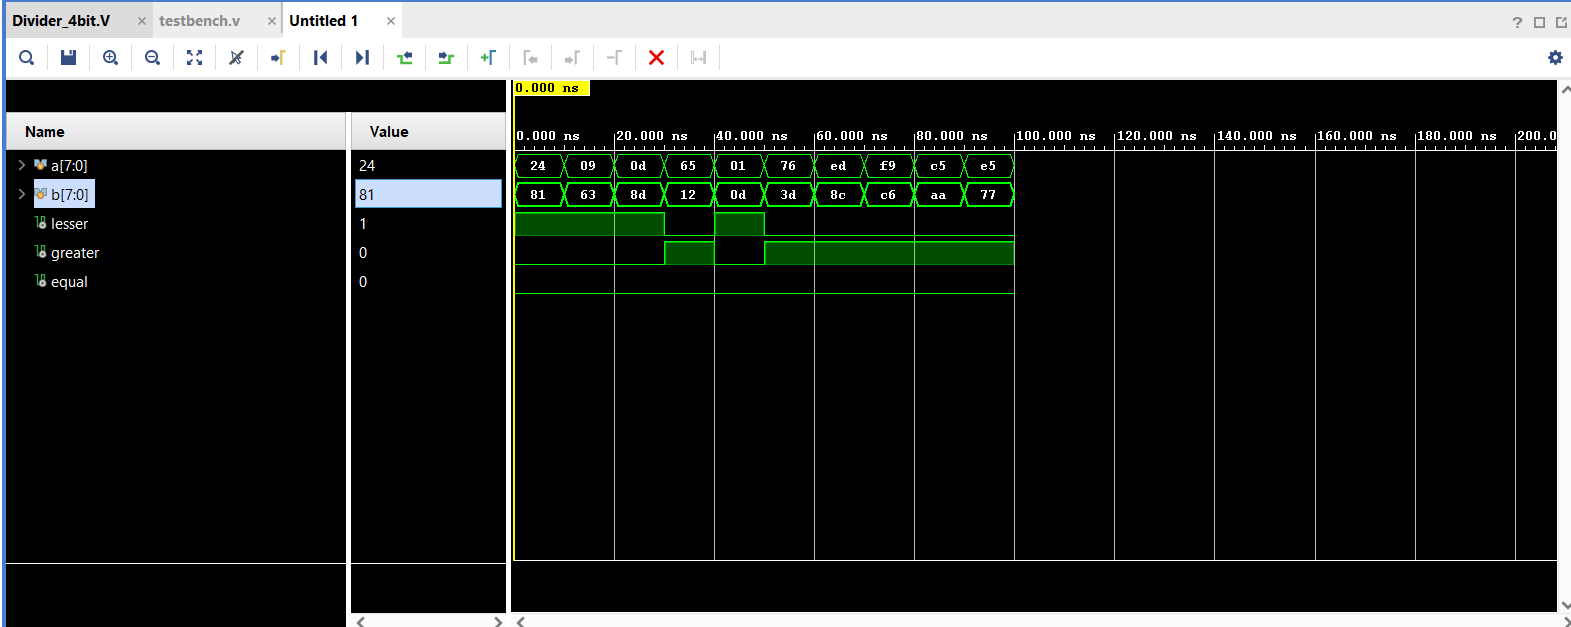 Divider_4bit.V × testbench.v × Untitled 1 ×
?
0.000 ns
Name Value
0.000 ns 20.000 ns 40.000 ns 60.000 ns 80.000 ns 100.000 ns 120.000 ns 140.000 ns 160.000 ns 180.000 ns 200.0
a[7:0] 24 24 09 0d 65 01 76 ed f9 c5 e5
b[7:0] 81 81 63 8d 12 0d 3d 8c c6 aa 77
lesser 1
greater 0
equal 0